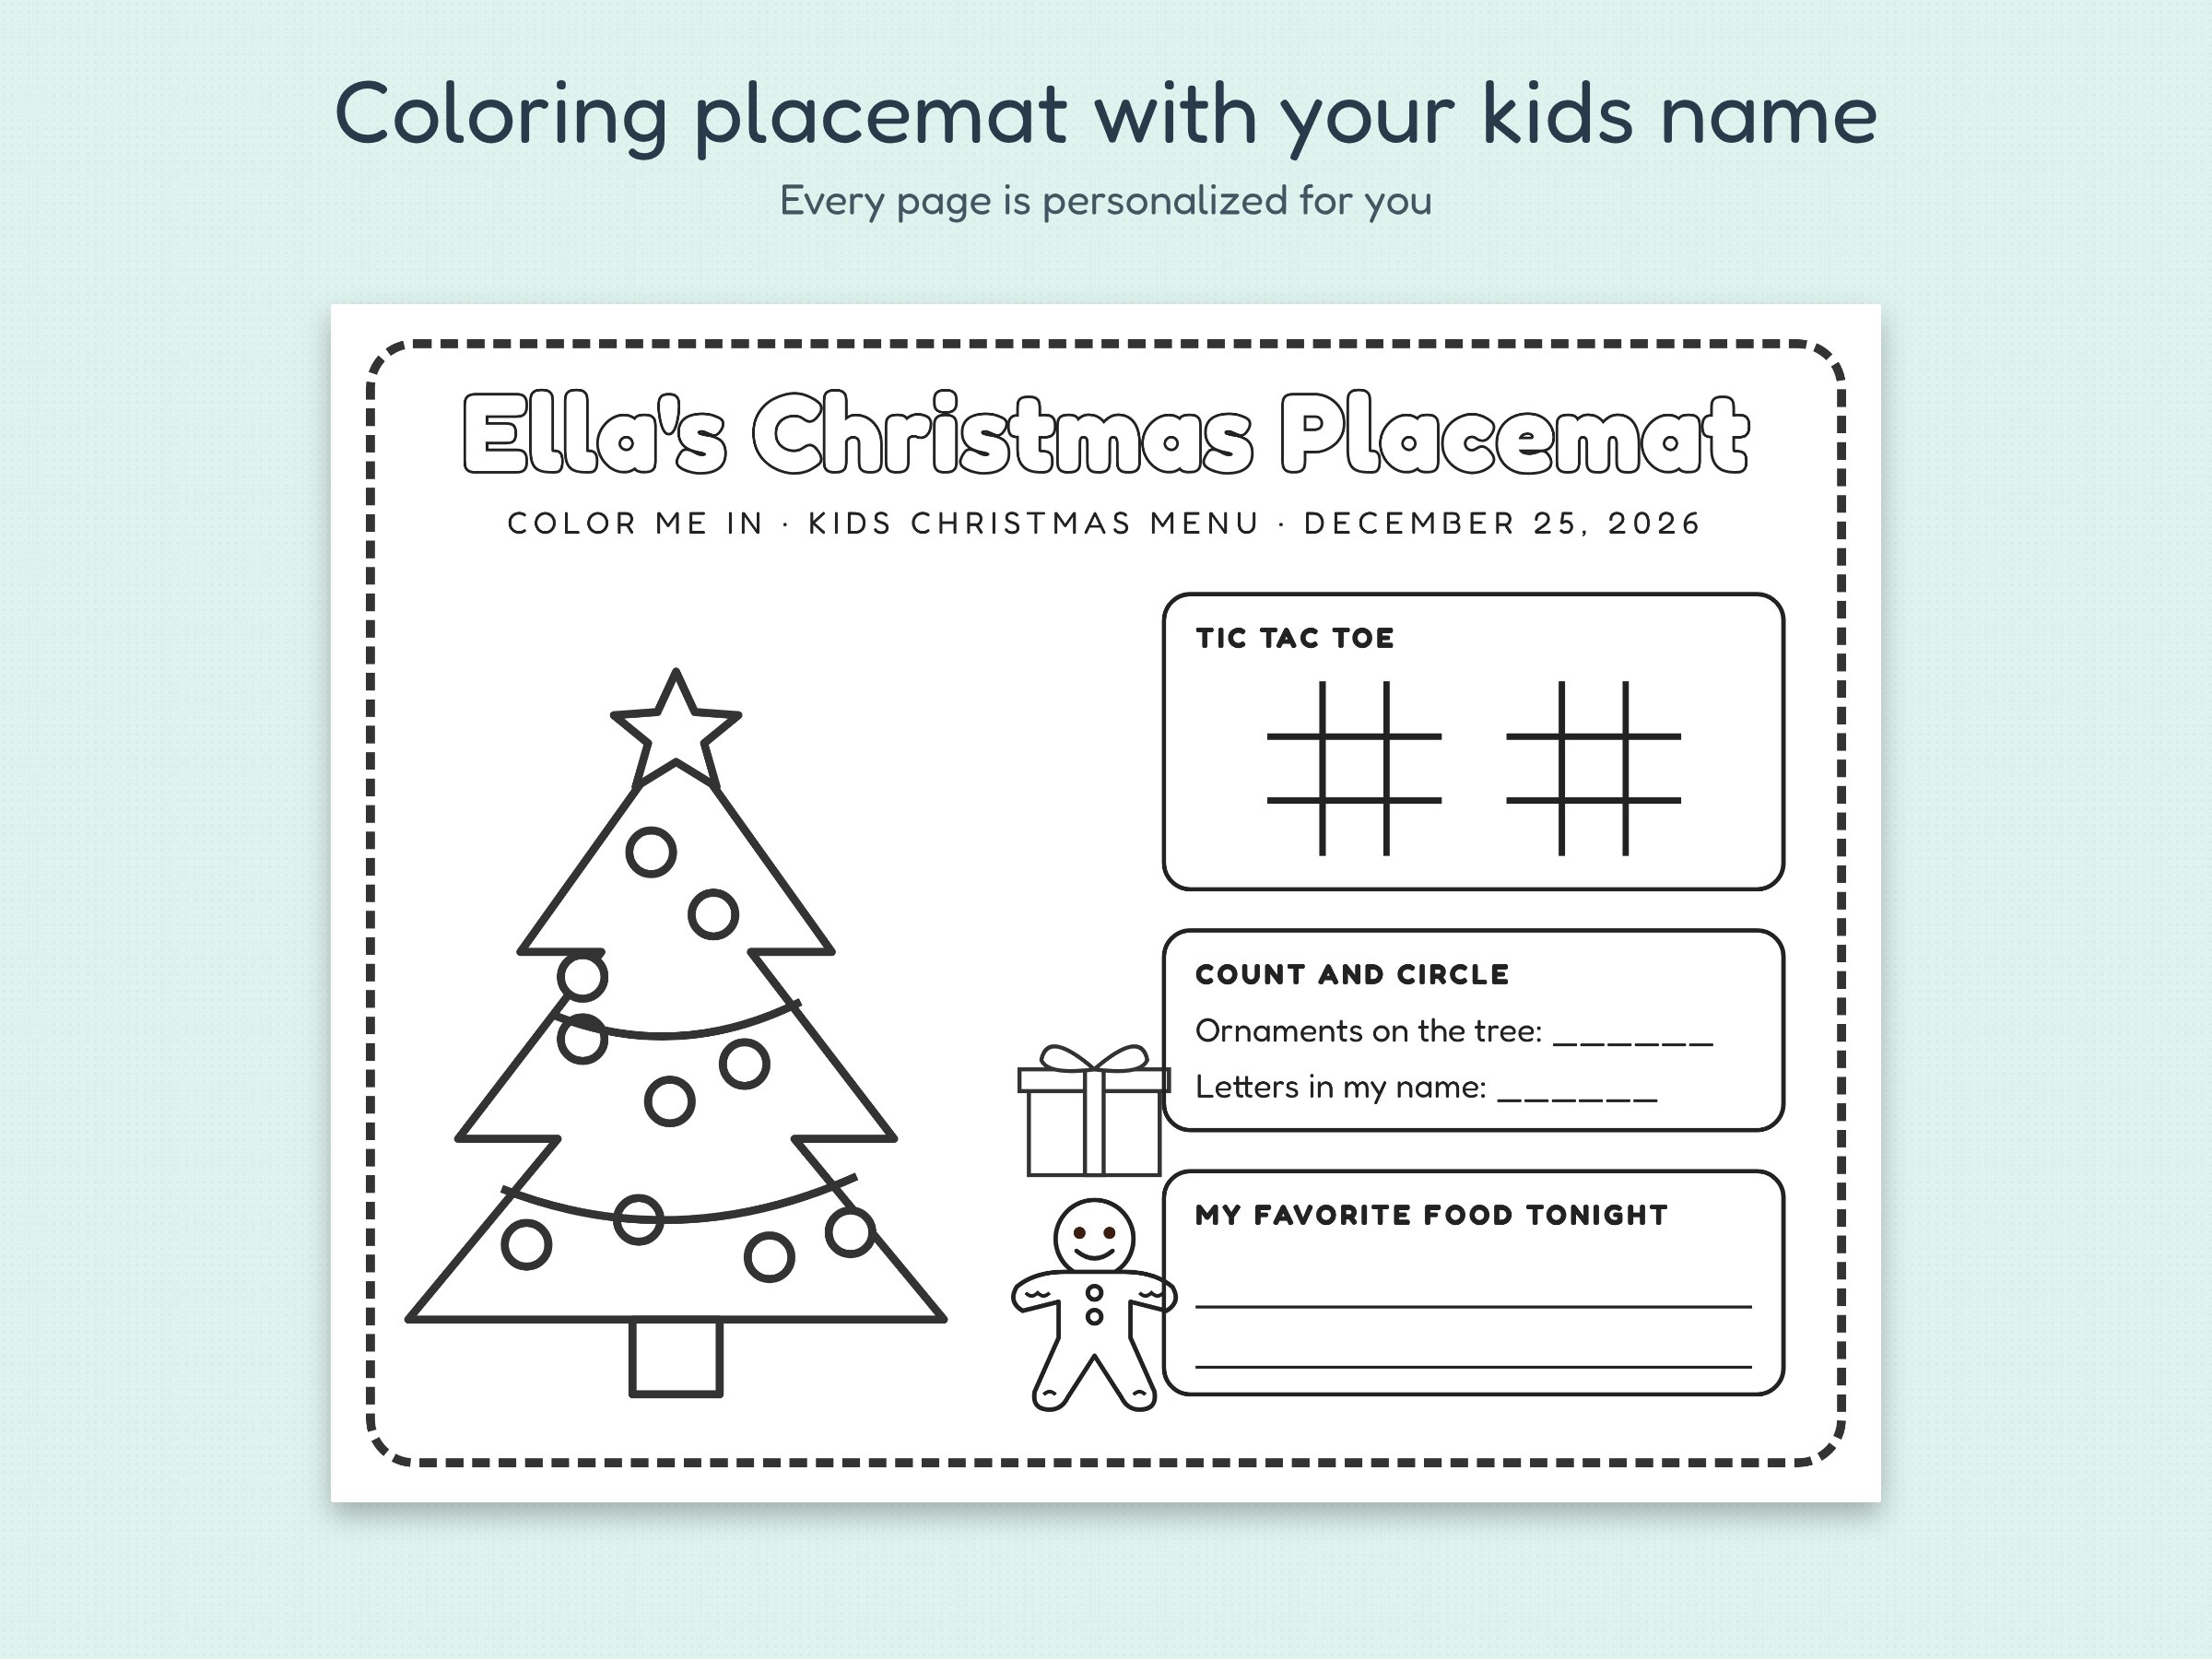 Coloring placemat with your kids name
Every page is personalized for you
Ella's Christmas Placemat
COLOR ME IN · KIDS CHRISTMAS MENU · DECEMBER 25, 2026
TIC TAC TOE
COUNT AND CIRCLE
Ornaments on the tree: ______
Letters in my name: ______
MY FAVORITE FOOD TONIGHT